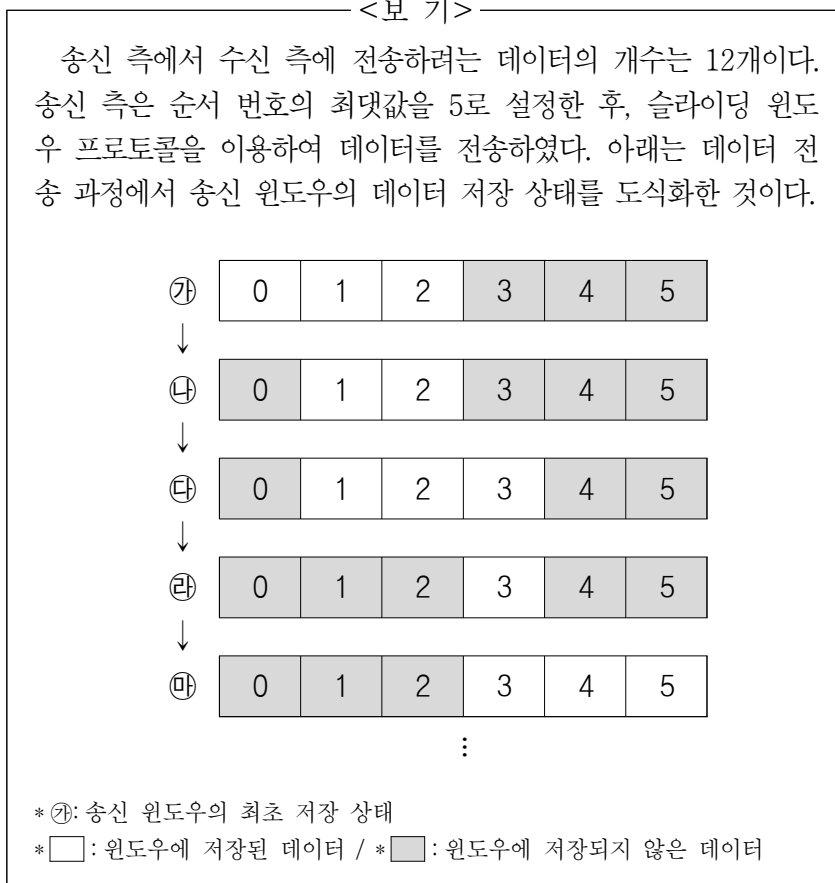 <보 기>
송신 측에서 수신 측에 전송하려는 데이터의 개수는 12개이다.
송신 측은 순서 번호의 최댓값을 5로 설정한 후, 슬라이딩 윈도
우 프로토콜을 이용하여 데이터를 전송하였다. 아래는 데이터 전
송 과정에서 송신 윈도우의 데이터 저장 상태를 도식화한 것이다.
㉮ 0 1 2 3 4 5
↓
㉯ 0 1 2 3 4 5
↓
㉰ 0 1 2 3 4 5
↓
㉱ 0 1 2 3 4 5
↓
㉲ 0 1 2 3 4 5
⋮
* ㉮: 송신 윈도우의 최초 저장 상태
* □ : 윈도우에 저장된 데이터 / * ■ : 윈도우에 저장되지 않은 데이터